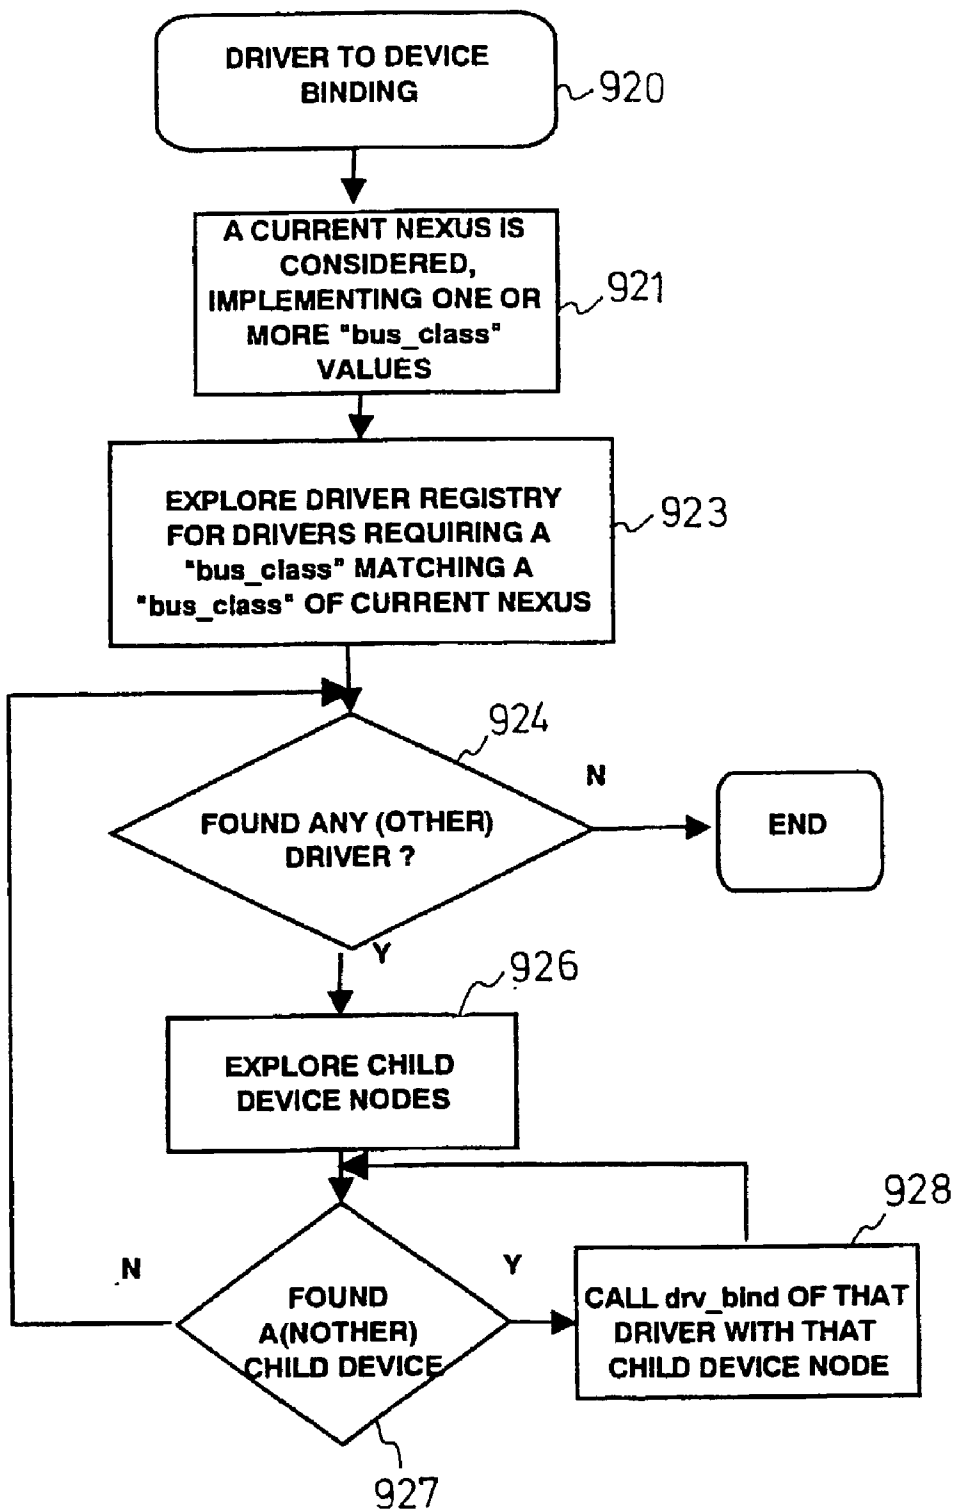 DRIVER TO DEVICE
BINDING
920
A CURRENT NEXUS IS
CONSIDERED,
IMPLEMENTING ONE OR
MORE "bus_class"
VALUES
921
EXPLORE DRIVER REGISTRY
FOR DRIVERS REQUIRING A
"bus_class" MATCHING A
"bus_class" OF CURRENT NEXUS
923
924
FOUND ANY (OTHER)
DRIVER ?
N
END
Y
926
EXPLORE CHILD
DEVICE NODES
928
N
FOUND
A(NOTHER)
CHILD DEVICE
Y
CALL drv_bind OF THAT
DRIVER WITH THAT
CHILD DEVICE NODE
927